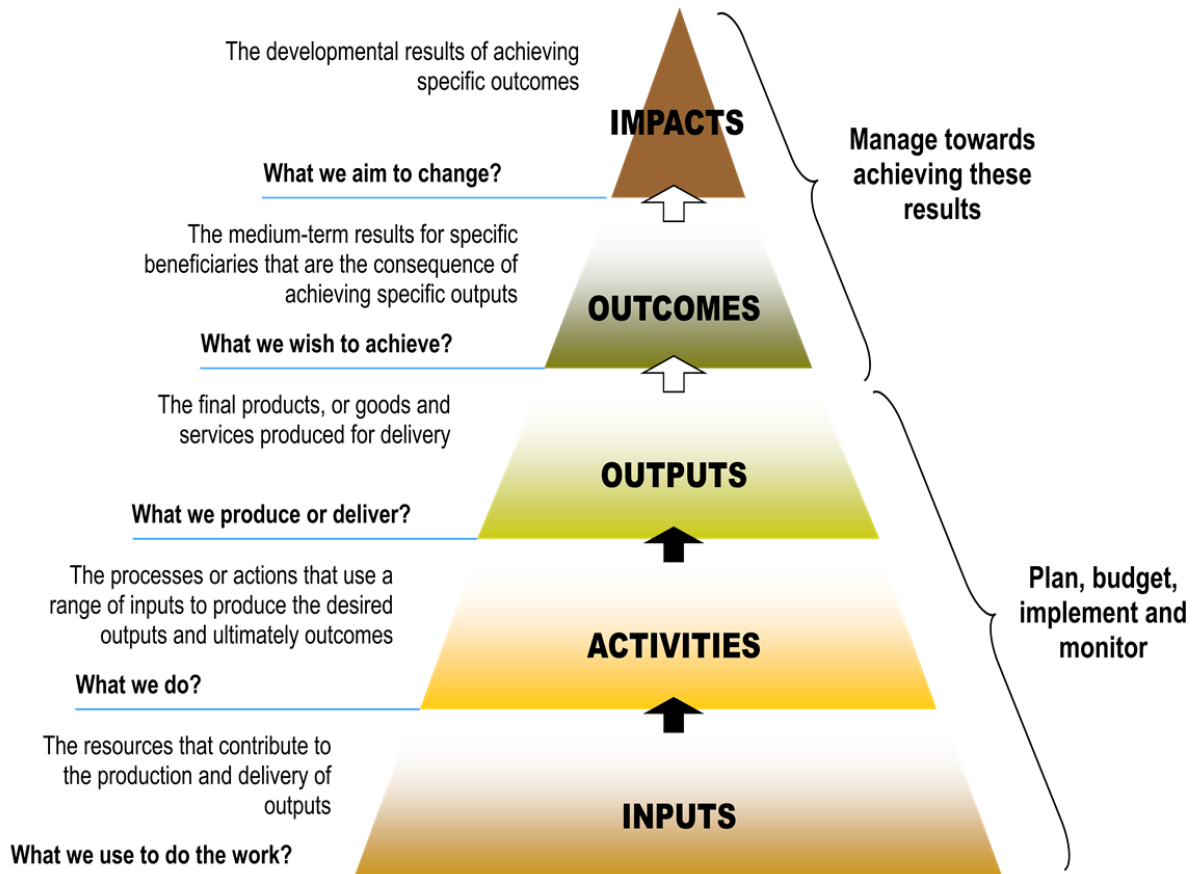 The developmental results of achieving
specific outcomes
IMPACTS
What we aim to change?
Manage towards
achieving these
results
The medium-term results for specific
beneficiaries that are the consequence of
achieving specific outputs
OUTCOMES
What we wish to achieve?
The final products, or goods and
services produced for delivery
OUTPUTS
What we produce or deliver?
The processes or actions that use a
range of inputs to produce the desired
outputs and ultimately outcomes
ACTIVITIES
What we do?
Plan, budget,
implement and
monitor
The resources that contribute to
the production and delivery of
outputs
INPUTS
What we use to do the work?